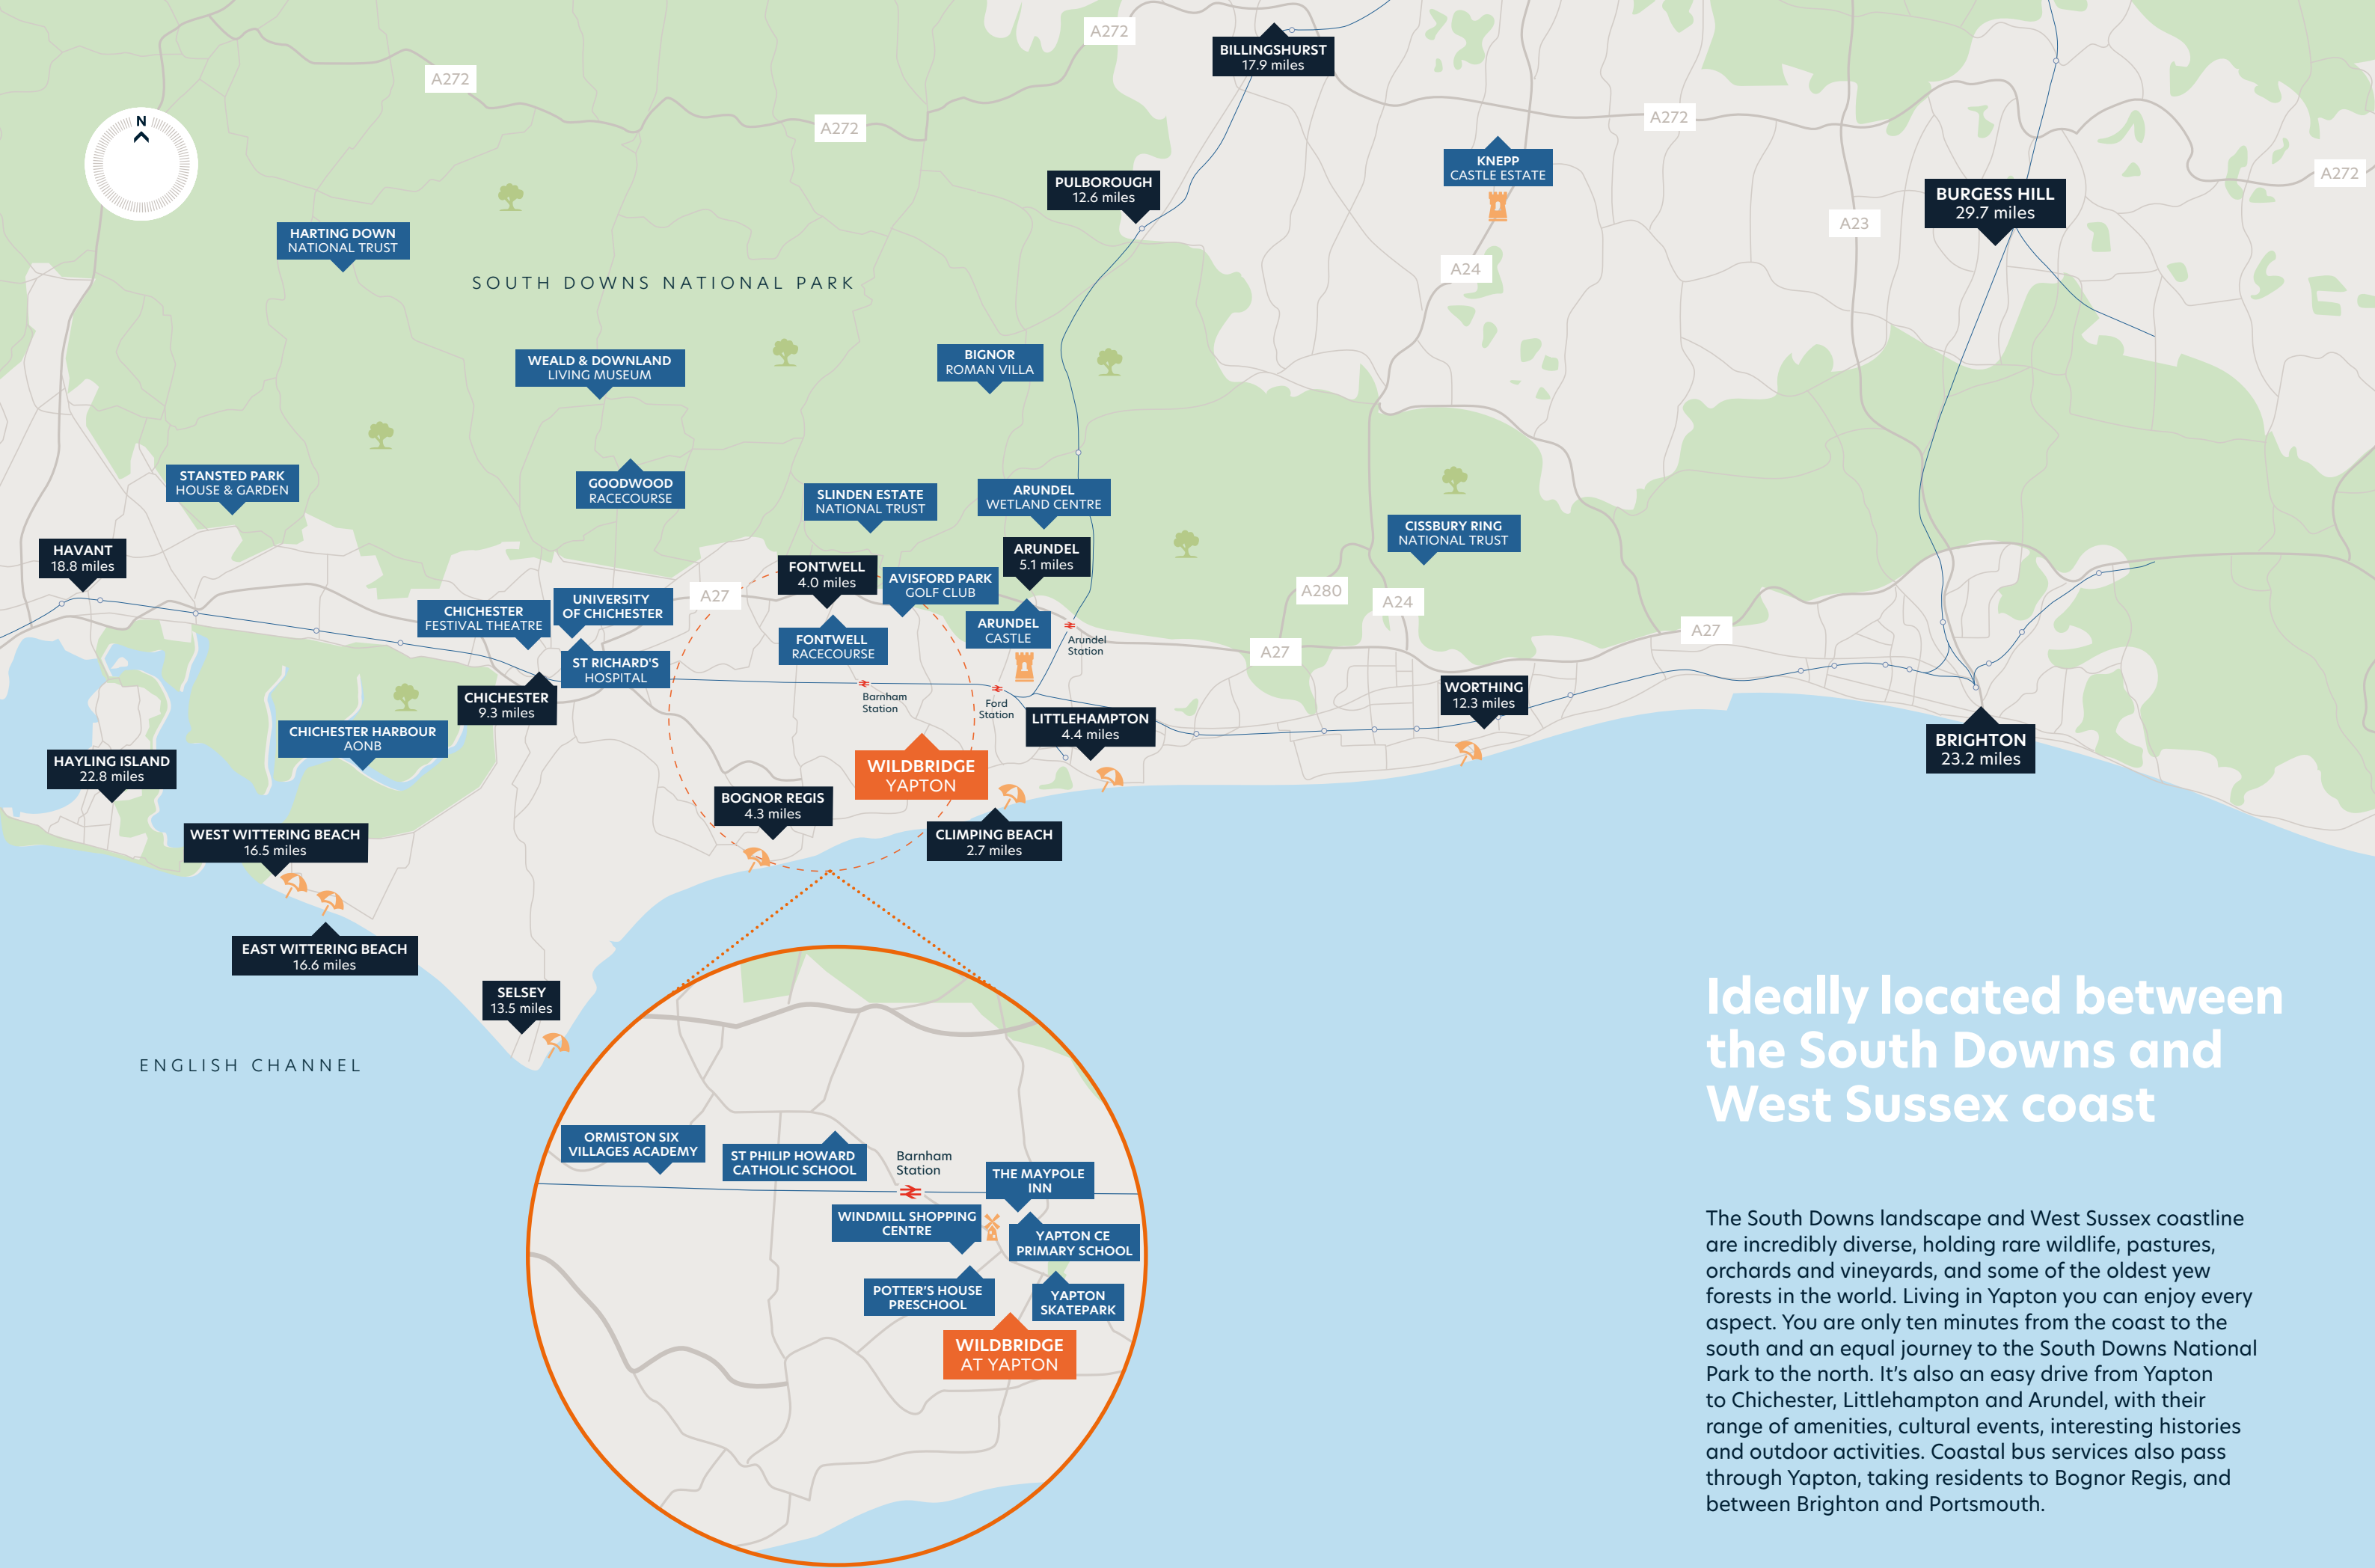 A272
BILLINGSHURST
17.9 miles
A272
N
A272
A272
KNEPP
CASTLE ESTATE
A272
PULBOROUGH
12.6 miles
BURGESS HILL
29.7 miles
A23
HARTING DOWN
NATIONAL TRUST
A24
SOUTH DOWNS NATIONAL PARK
WEALD & DOWNLAND
LIVING MUSEUM
BIGNOR
ROMAN VILLA
STANSTED PARK
HOUSE & GARDEN
GOODWOOD
RACECOURSE
SLINDEN ESTATE
NATIONAL TRUST
ARUNDEL
WETLAND CENTRE
CISSBURY RING
NATIONAL TRUST
HAVANT
18.8 miles
FONTWELL
4.0 miles
ARUNDEL
5.1 miles
AVISFORD PARK
GOLF CLUB
A27
A280
A24
UNIVERSITY
OF CHICHESTER
CHICHESTER
FESTIVAL THEATRE
ARUNDEL
CASTLE
Arundel
Station
FONTWELL
RACECOURSE
A27
A27
ST RICHARD'S
HOSPITAL
CHICHESTER
9.3 miles
Barnham
Station
Ford
Station
WORTHING
12.3 miles
LITTLEHAMPTON
4.4 miles
CHICHESTER HARBOUR
AONB
BRIGHTON
23.2 miles
HAYLING ISLAND
22.8 miles
WILDBRIDGE
YAPTON
BOGNOR REGIS
4.3 miles
WEST WITTERING BEACH
16.5 miles
CLIMPING BEACH
2.7 miles
EAST WITTERING BEACH
16.6 miles
SELSEY
13.5 miles
ENGLISH CHANNEL
ORMISTON SIX
VILLAGES ACADEMY
ST PHILIP HOWARD
CATHOLIC SCHOOL
Barnham
Station
THE MAYPOLE
INN
WINDMILL SHOPPING
CENTRE
YAPTON CE
PRIMARY SCHOOL
POTTER'S HOUSE
PRESCHOOL
YAPTON
SKATEPARK
WILDBRIDGE
AT YAPTON
Ideally located between
the South Downs and
West Sussex coast
The South Downs landscape and West Sussex coastline
are incredibly diverse, holding rare wildlife, pastures,
orchards and vineyards, and some of the oldest yew
forests in the world. Living in Yapton you can enjoy every
aspect. You are only ten minutes from the coast to the
south and an equal journey to the South Downs National
Park to the north. It's also an easy drive from Yapton
to Chichester, Littlehampton and Arundel, with their
range of amenities, cultural events, interesting histories
and outdoor activities. Coastal bus services also pass
through Yapton, taking residents to Bognor Regis, and
between Brighton and Portsmouth.